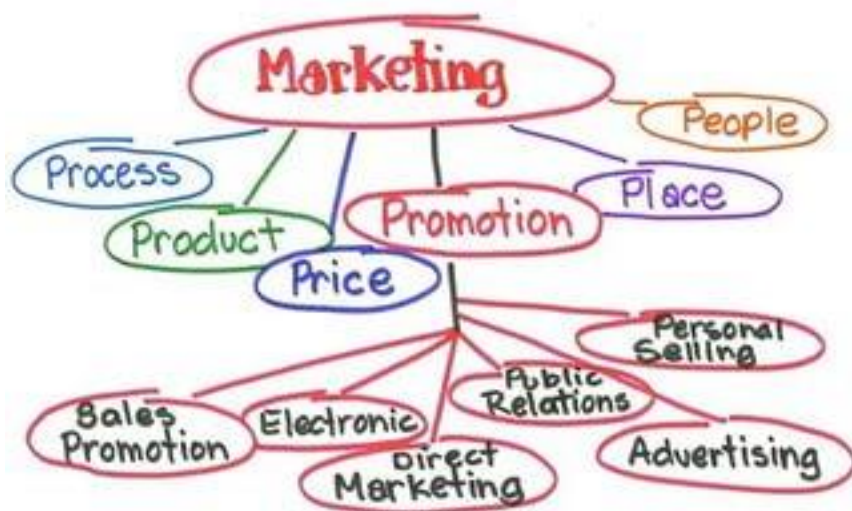 Marketing
People
Process
Place
Product
Promotion
Price
Personal
Selling
Public
Relations
Sales
Promotion
Electronic
Direct
Marketing
Advertising